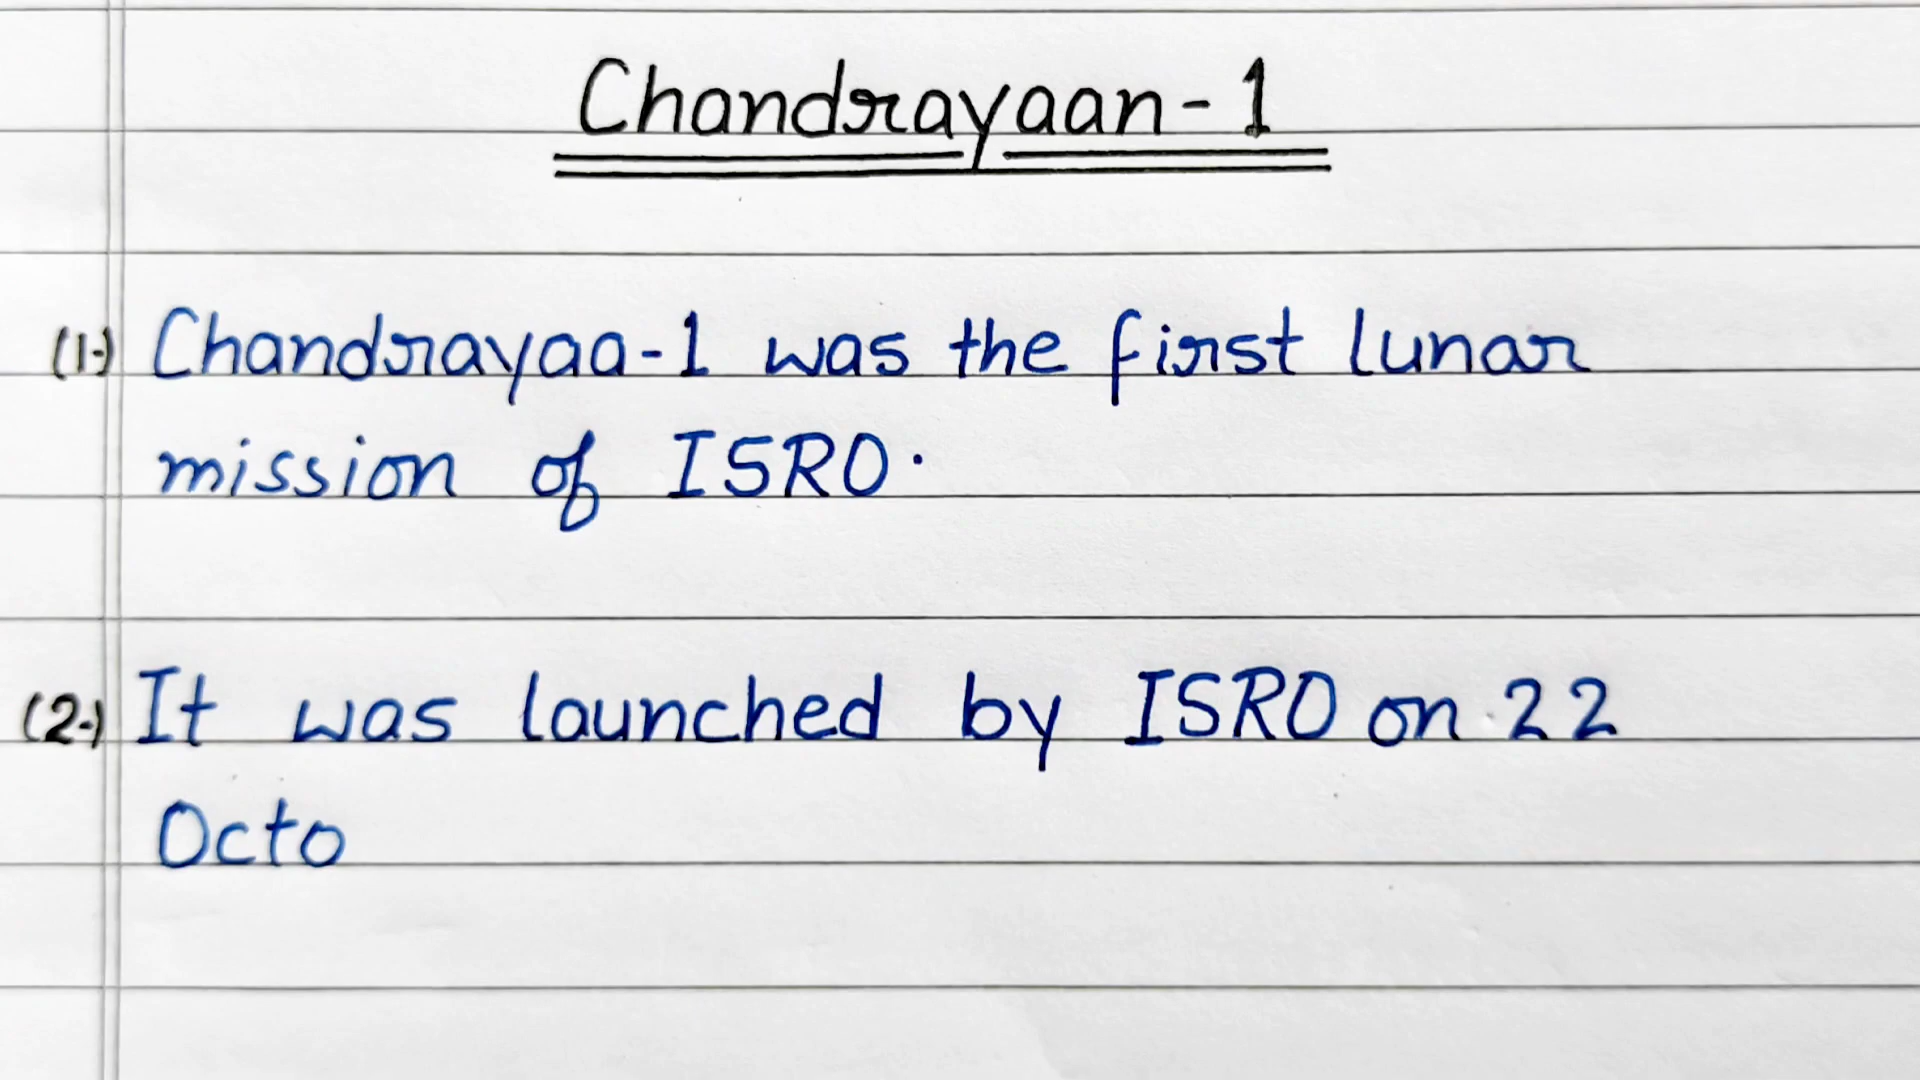 Chandrayaan-1
(1.) Chandrayaa-1 was the first lunar
mission of ISRO.
(2.) It was launched by ISRO on 22
Octo